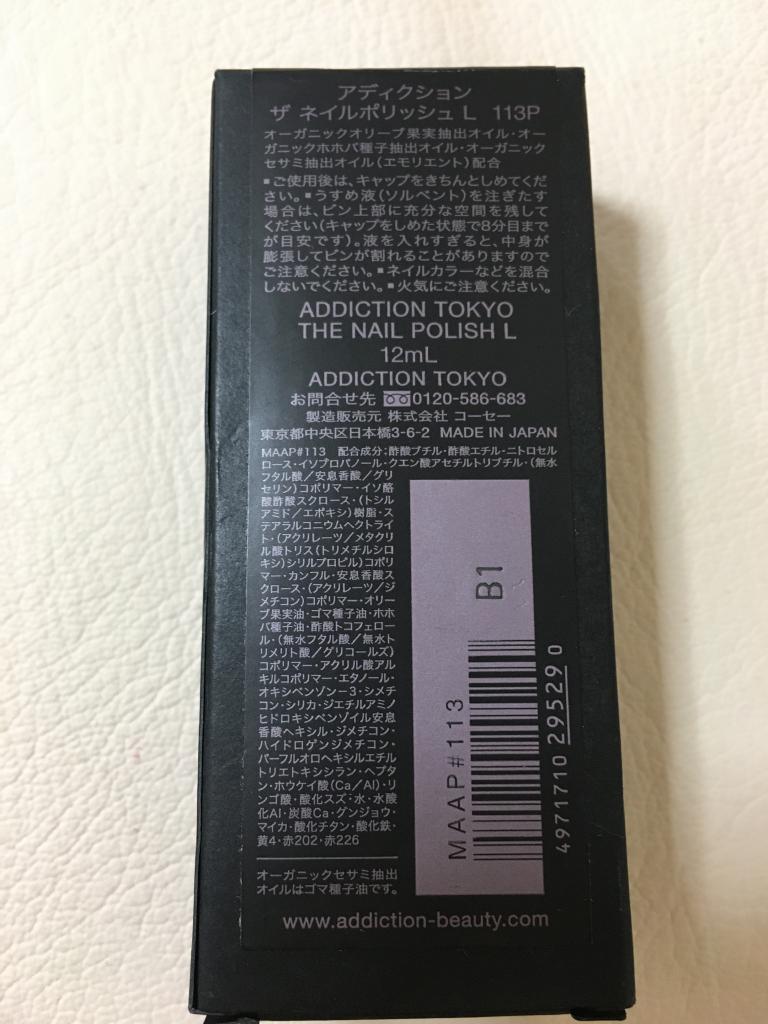 アディクション
ザ ネイルポリッシュ L 113P
オーガニックオリーブ果実抽出オイル・オー
ガニックホホバ種子抽出オイル・オーガニック
セサミ抽出オイル(エモリエント)配合
▪ご使用後は、キャップをきちんとしめてくだ
さい。▪うすめ液(ソルベント)を注ぎたす
場合は、ビン上部に充分な空間を残して
ください(キャップをしめた状態で8分目まで
が目安です)。液を入れすぎると、中身が
膨張してビンが割れることがありますので
ご注意ください。▪ネイルカラーなどを混合
しないでください。▪火気にご注意ください。
ADDICTION TOKYO
THE NAIL POLISH L
12mL
ADDICTION TOKYO
お問合せ先 0120-586-683
製造販売元 株式会社 コーセー
東京都中央区日本橋3-6-2 MADE IN JAPAN
MAAP#113 配合成分:酢酸ブチル・酢酸エチル・ニトロセル
ロース・イソプロパノール・クエン酸アセチルトリブチル・(無水
フタル酸/安息香酸/グリ
セリン)コポリマー・イソ酪
酸酢酸スクロース・(トシル
アミド/エポキシ)樹脂・ス
テアラルコニウムヘクトライ
ト・(アクリレーツ/メタクリ
ル酸トリス(トリメチルシロ
キシ)シリルプロピル)コポリ
マー・カンフル・安息香酸ス
クロース・(アクリレーツ/ジ
メチコン)コポリマー・オリー
ブ果実油・ゴマ種子油・ホホ
バ種子油・酢酸トコフェロー
ル・(無水フタル酸/無水ト
リメリト酸/グリコールズ)
コポリマー・アクリル酸アル
キルコポリマー・エタノール・
オキシベンゾン-3・シメチ
コン・シリカ・ジエチルアミノ
ヒドロキシベンゾイル安息
香酸ヘキシル・ジメチコン・
ハイドロゲンジメチコン・
パーフルオロヘキシルエチル
トリエトキシシラン・ヘプタ
ン・ホウケイ酸(Ca/Al)・リ
ンゴ酸・酸化スズ・水・水酸
化Al・炭酸Ca・グンジョウ・
マイカ・酸化チタン・酸化鉄・
黄4・赤202・赤226
オーガニックセサミ抽出
オイルはゴマ種子油です。
B1
MAAP#113
4971710 295290
www.addiction-beauty.com